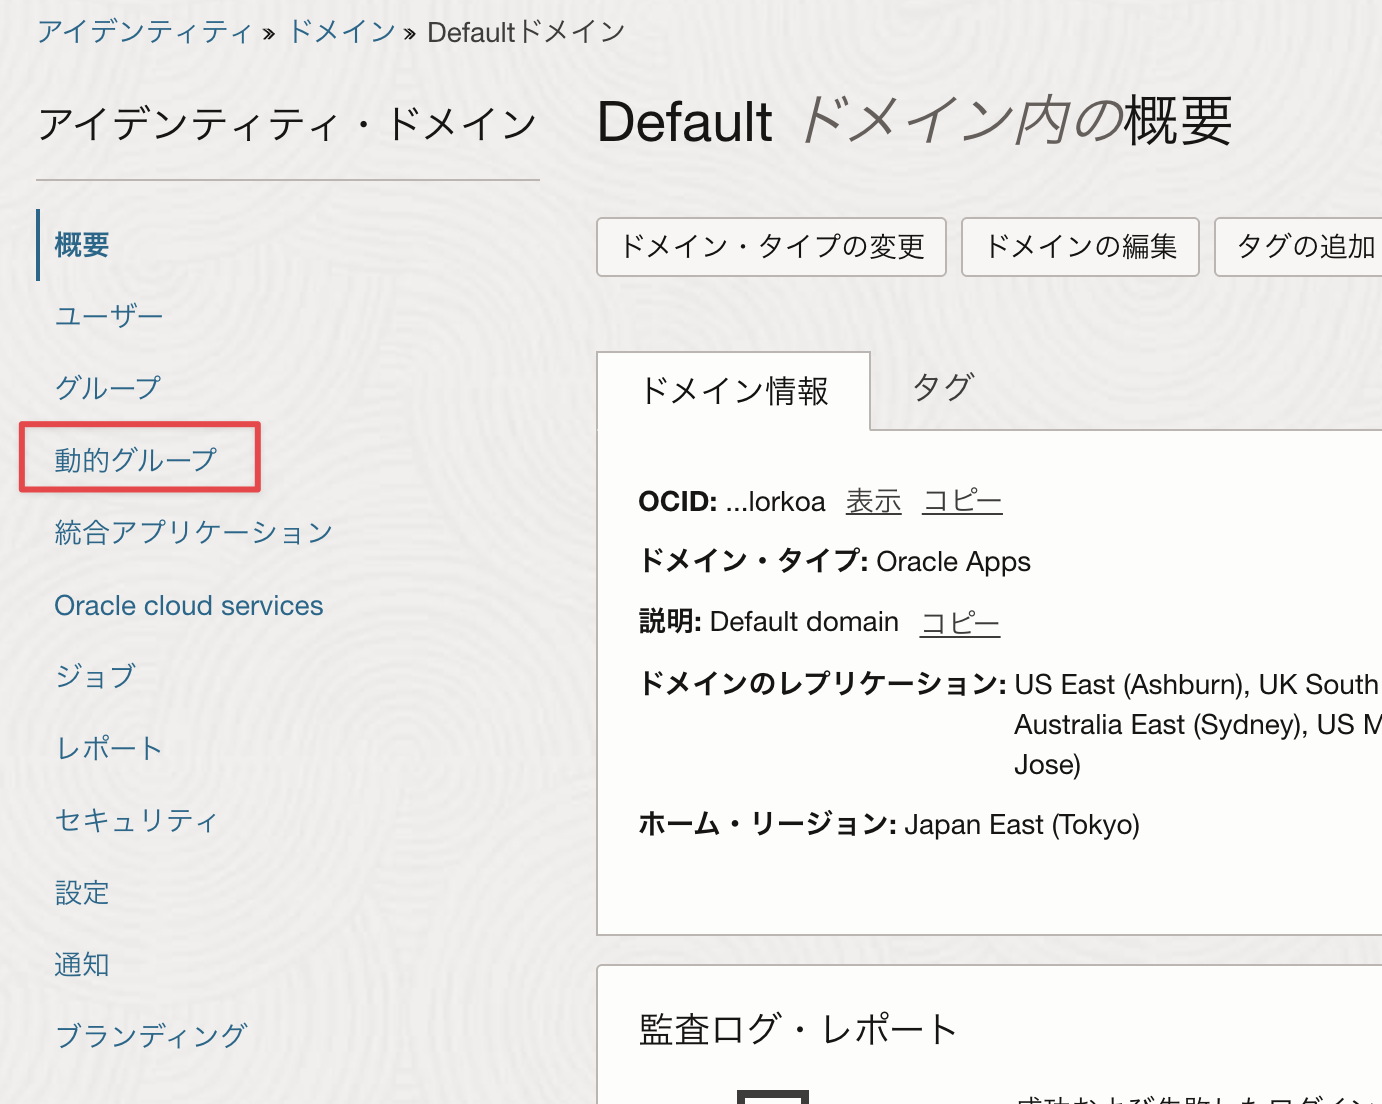 アイデンティティ » ドメイン » Defaultドメイン
アイデンティティ・ドメイン
概要
ユーザー
グループ
動的グループ
統合アプリケーション
Oracle cloud services
ジョブ
レポート
セキュリティ
設定
通知
ブランディング
Default ドメイン内の概要
ドメイン・タイプの変更 ドメインの編集 タグの追加
ドメイン情報 タグ
OCID: ...lorkoa 表示 コピー
ドメイン・タイプ: Oracle Apps
説明: Default domain コピー
ドメインのレプリケーション: US East (Ashburn), UK South
Australia East (Sydney), US
Jose)
ホーム・リージョン: Japan East (Tokyo)
監査ログ・レポート